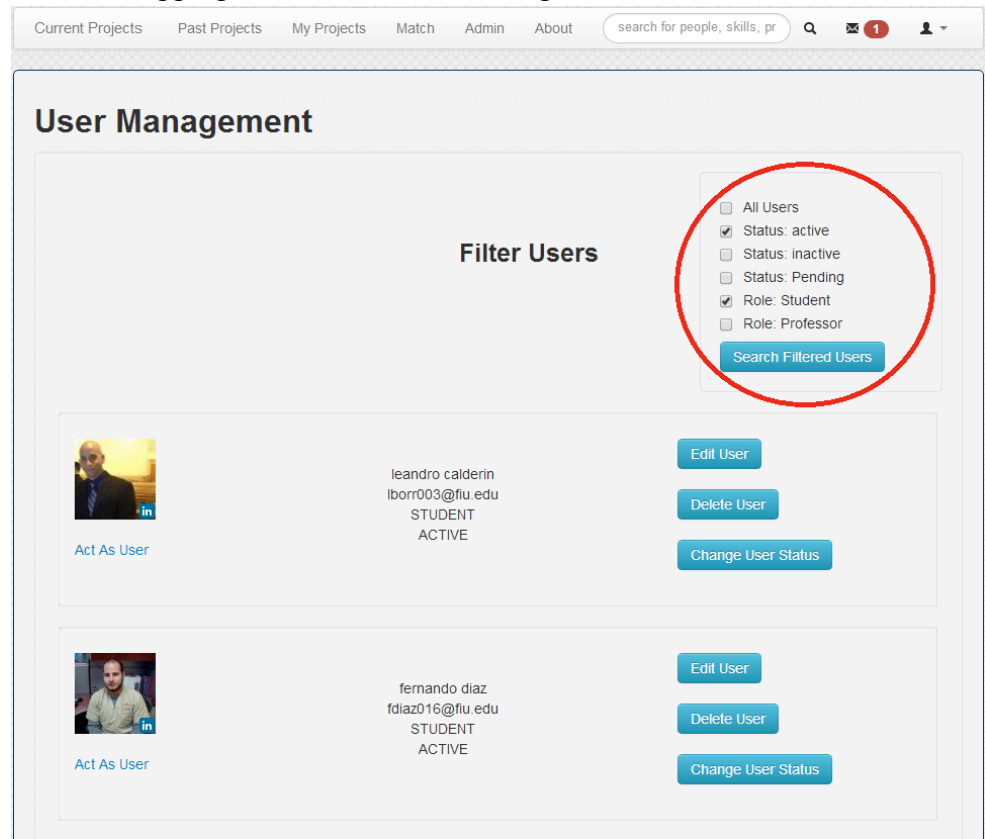 Current Projects Past Projects My Projects Match Admin About search for people, skills, pr 1
User Management
Filter Users
All Users
Status: active
Status: inactive
Status: Pending
Role: Student
Role: Professor
Search Filtered Users
in
Act As User
leandro calderin
lborr003@fiu.edu
STUDENT
ACTIVE
Edit User
Delete User
Change User Status
in
Act As User
fernando diaz
fdiaz016@fiu.edu
STUDENT
ACTIVE
Edit User
Delete User
Change User Status